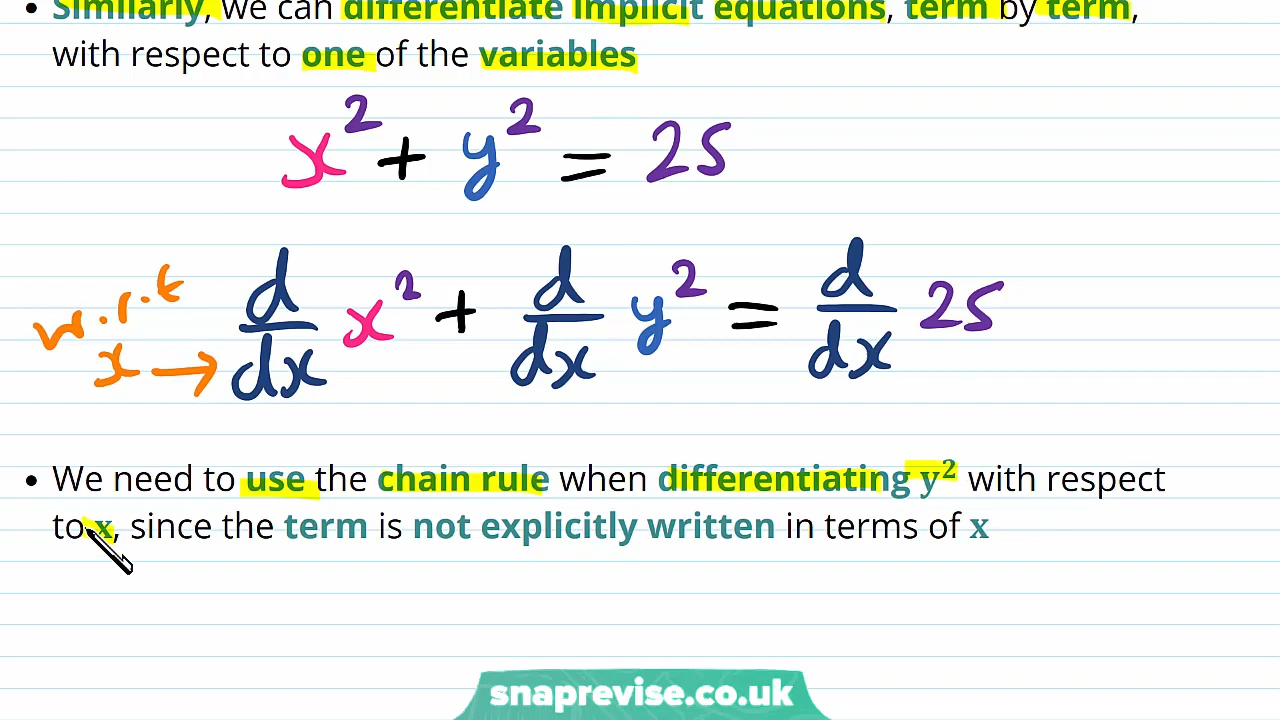 • Similarly, we can differentiate implicit equations, term by term,
with respect to one of the variables
x² + y² = 25
w.r.t
x → d/dx x² + d/dx y² = d/dx 25
• We need to use the chain rule when differentiating y² with respect
to x, since the term is not explicitly written in terms of x
snaprevise.co.uk